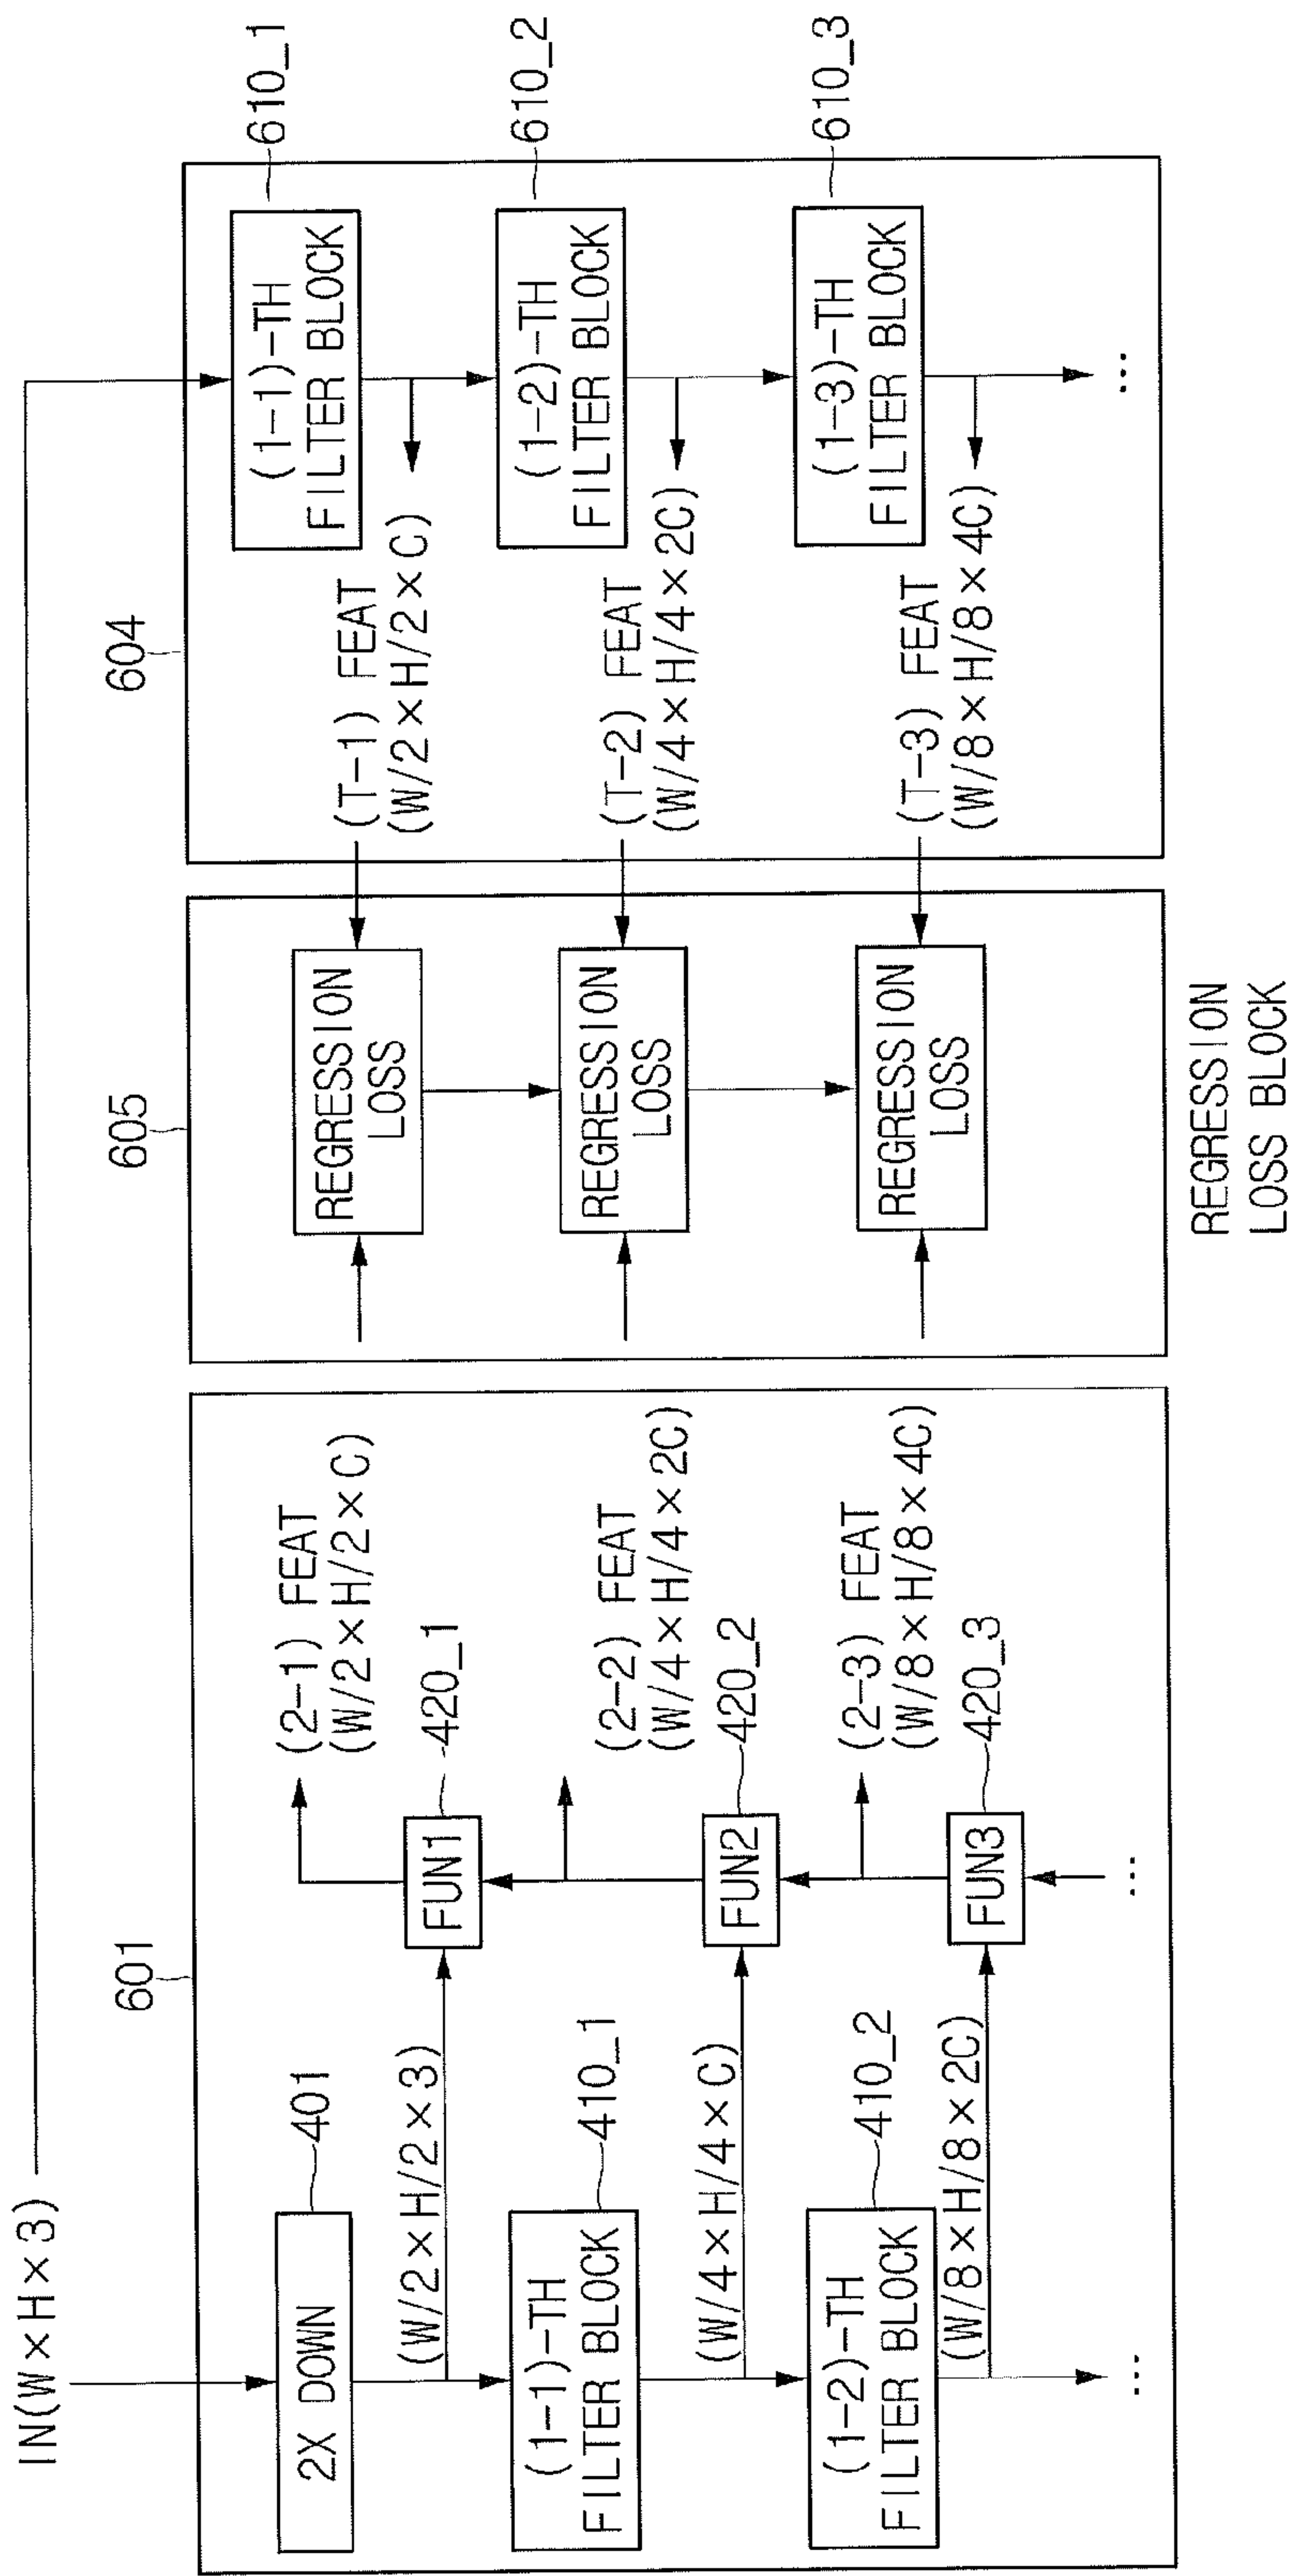 IN(W×H×3)
601
2X DOWN
401
(W/2×H/2×3)
(1-1)-TH
FILTER BLOCK
410_1
(W/4×H/4×C)
(1-2)-TH
FILTER BLOCK
410_2
(W/8×H/8×2C)
...
(2-1) FEAT
(W/2×H/2×C)
FUN1
420_1
(2-2) FEAT
(W/4×H/4×2C)
FUN2
420_2
(2-3) FEAT
(W/8×H/8×4C)
FUN3
420_3
...
605
REGRESSION
LOSS
REGRESSION
LOSS
REGRESSION
LOSS
REGRESSION
LOSS BLOCK
604
(T-1) FEAT
(W/2×H/2×C)
(T-2) FEAT
(W/4×H/4×2C)
(T-3) FEAT
(W/8×H/8×4C)
(1-1)-TH
FILTER BLOCK
610_1
(1-2)-TH
FILTER BLOCK
610_2
(1-3)-TH
FILTER BLOCK
610_3
...